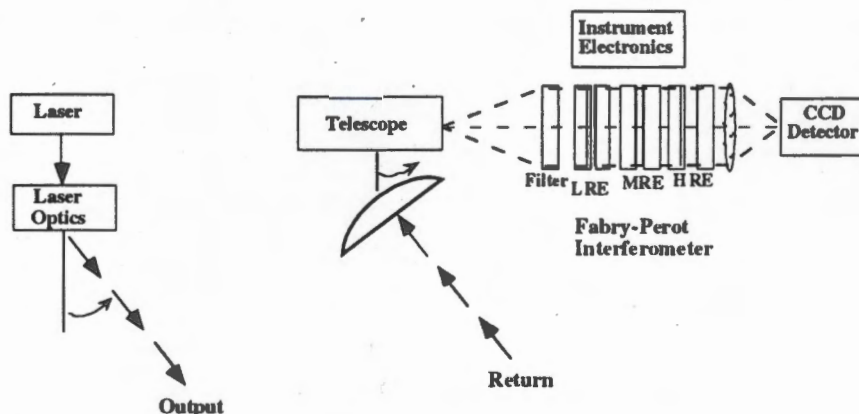 Instrument
Electronics
Laser
Telescope
CCD
Detector
Laser
Optics
Filter
L RE
MRE
H RE
Fabry-Perot
Interferometer
Return
Output